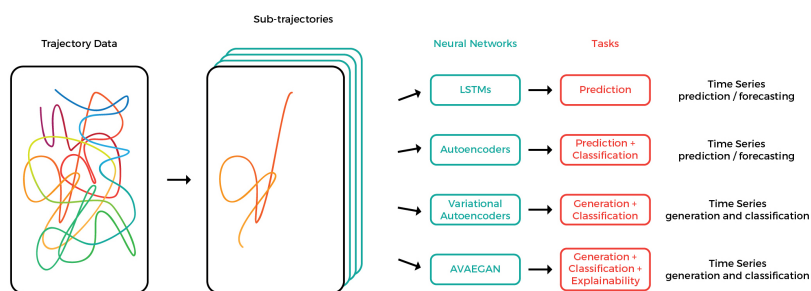 Sub-trajectories
Trajectory Data
Neural Networks
Tasks
LSTMs
Prediction
Time Series
prediction / forecasting
Autoencoders
Prediction +
Classification
Time Series
prediction / forecasting
Variational
Autoencoders
Generation +
Classification
Time Series
generation and classification
AVAEGAN
Generation +
Classification +
Explainability
Time Series
generation and classification